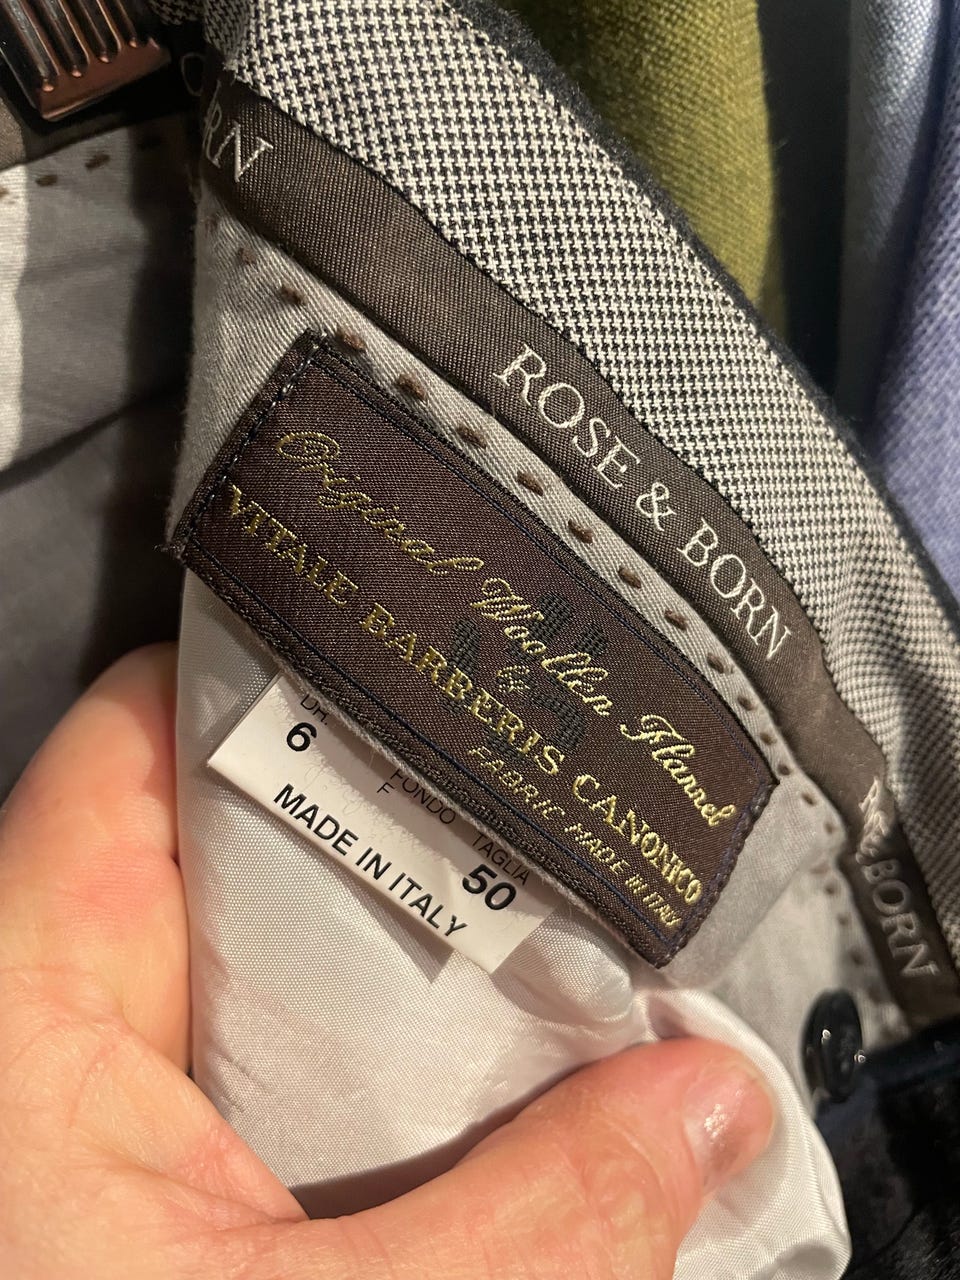 ORN
ROSE & BORN
Original Woollen Flannel
VITALE BARBERIS CANONICO
FABRIC MADE IN ITALY
DR.
6
FONDO
F
TAGLIA
50
MADE IN ITALY
ROSE & BORN